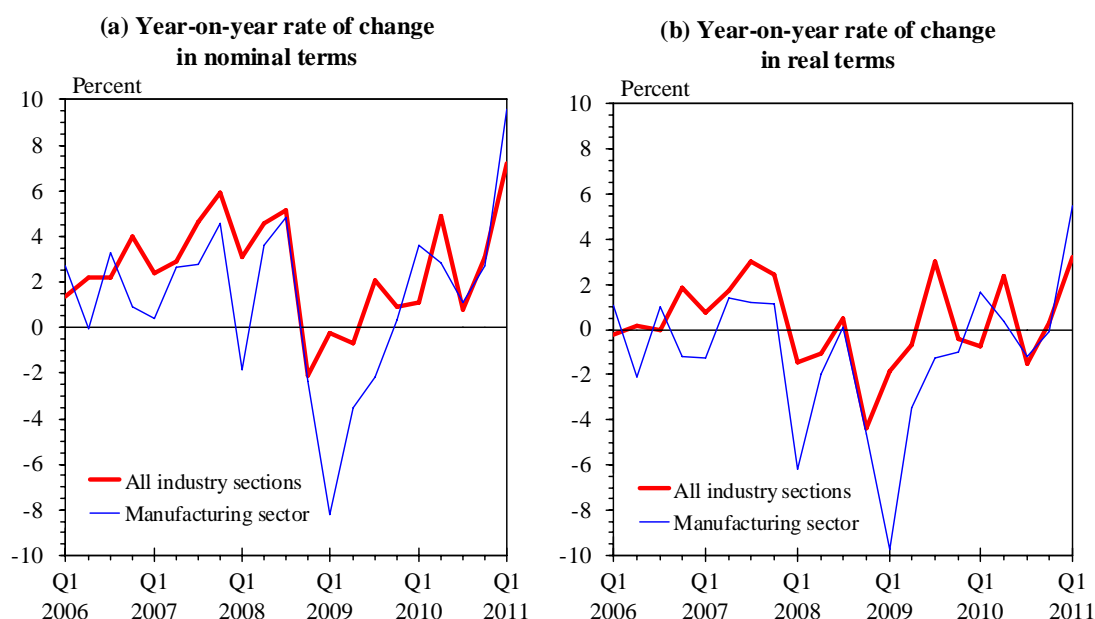 (a) Year-on-year rate of change
in nominal terms
Percent
10
8
6
4
2
0
-2
-4
-6
-8
-10
All industry sections
Manufacturing sector
Q1 Q1 Q1 Q1 Q1 Q1
2006 2007 2008 2009 2010 2011
(b) Year-on-year rate of change
in real terms
Percent
10
8
6
4
2
0
-2
-4
-6
-8
-10
All industry sections
Manufacturing sector
Q1 Q1 Q1 Q1 Q1 Q1
2006 2007 2008 2009 2010 2011